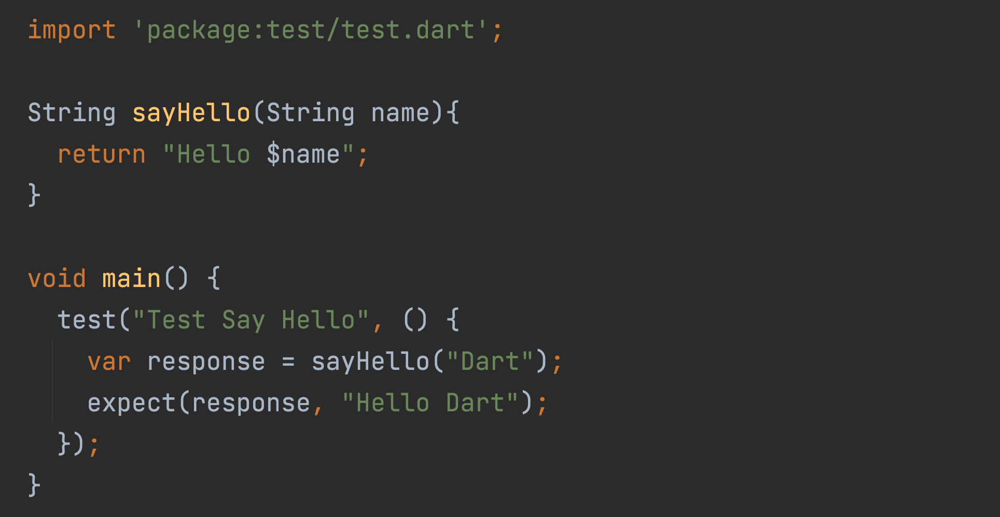 import 'package:test/test.dart';
String sayHello(String name){
  return "Hello $name";
}
void main() {
  test("Test Say Hello", () {
    var response = sayHello("Dart");
    expect(response, "Hello Dart");
  });
}